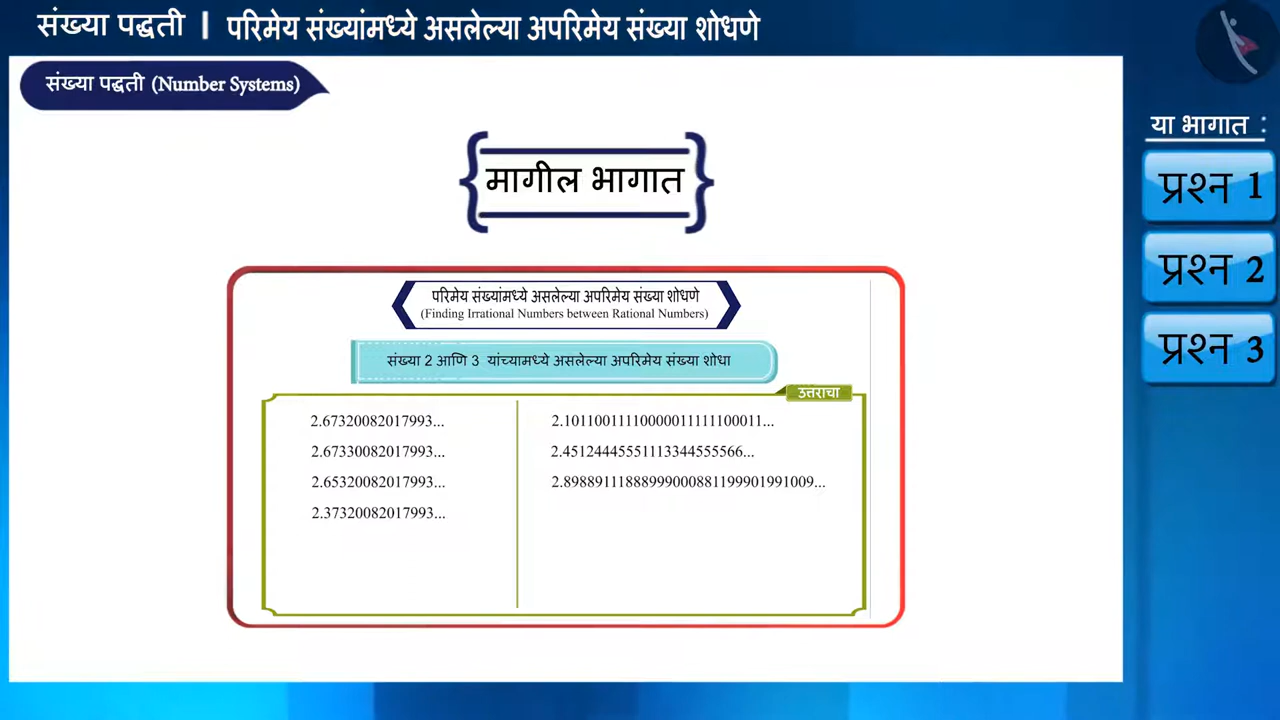 संख्या पद्धती | परिमेय संख्यांमध्ये असलेल्या अपरिमेय संख्या शोधणे
संख्या पद्धती (Number Systems)
या भागात :
प्रश्न 1
प्रश्न 2
प्रश्न 3
मागील भागात
परिमेय संख्यांमध्ये असलेल्या अपरिमेय संख्या शोधणे
(Finding Irrational Numbers between Rational Numbers)
संख्या 2 आणि 3 यांच्यामध्ये असलेल्या अपरिमेय संख्या शोधा
उत्तराचा
2.67320082017993...
2.67330082017993...
2.65320082017993...
2.37320082017993...
2.10110011110000011111100011...
2.45124445551113344555566...
2.89889111888999000881199901991009...